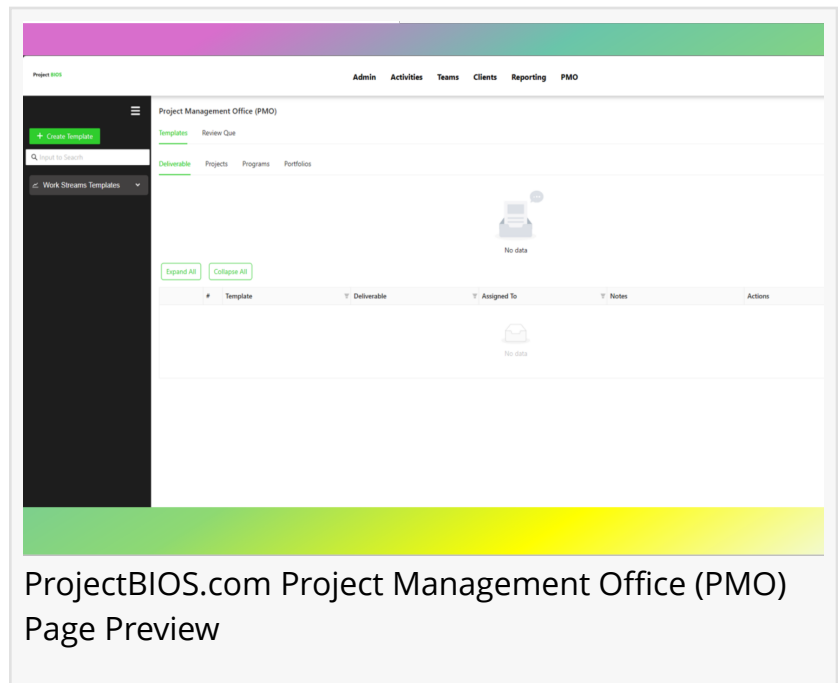 Project BIOS
Admin Activities Teams Clients Reporting PMO
Project Management Office (PMO)
+ Create Template
Templates Review Que
Input to Search
Deliverable Projects Programs Portfolios
Work Streams Templates
No data
Expand All Collapse All
# Template Deliverable Assigned To Notes Actions
No data
ProjectBIOS.com Project Management Office (PMO)
Page Preview